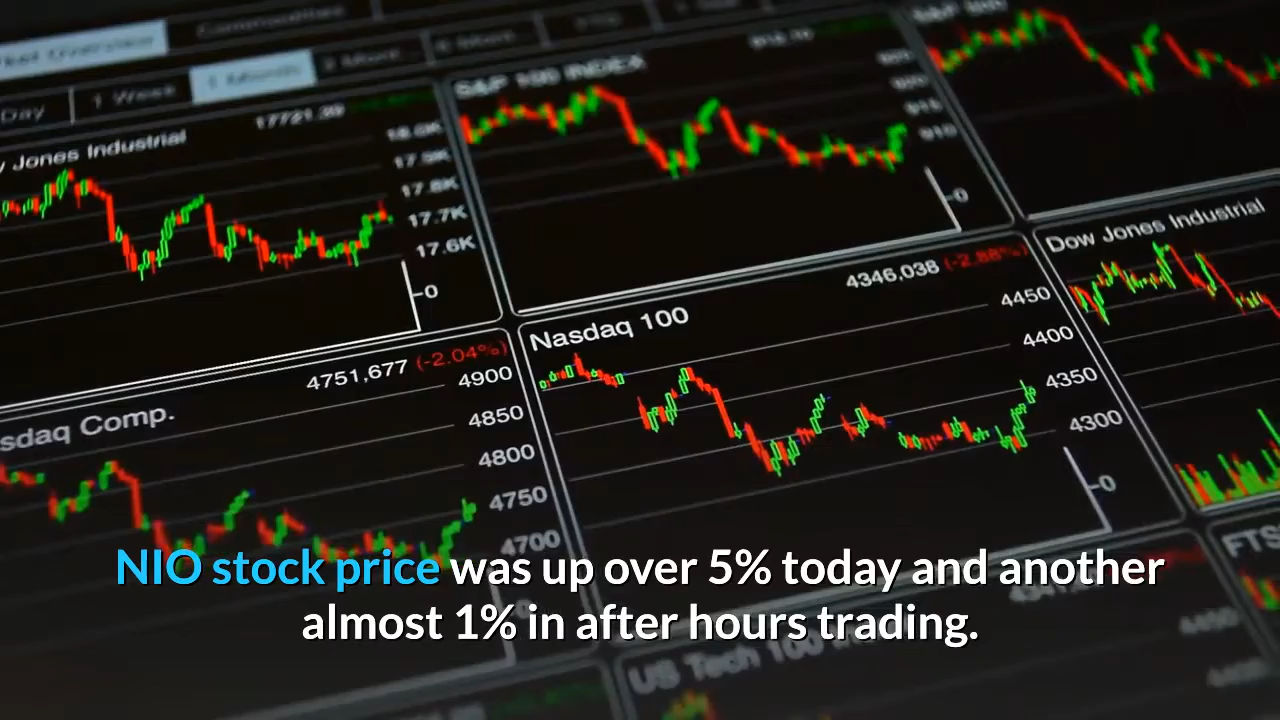 1 Week
1 Month
Day
17721.39
Jones Industrial
18.0K
17.9K
17.8K
17.7K
17.6K
0
S&P 100 INDEX
920
915
910
0
4346,038 (-2.88%)
Nasdaq 100
4450
4400
4350
4300
0
Dow Jones Industrial
4751,677 (-2.04%)
sdaq Comp.
4900
4850
4800
4750
4700
FTS
NIO stock price was up over 5% today and another
almost 1% in after hours trading.
US Tech 100